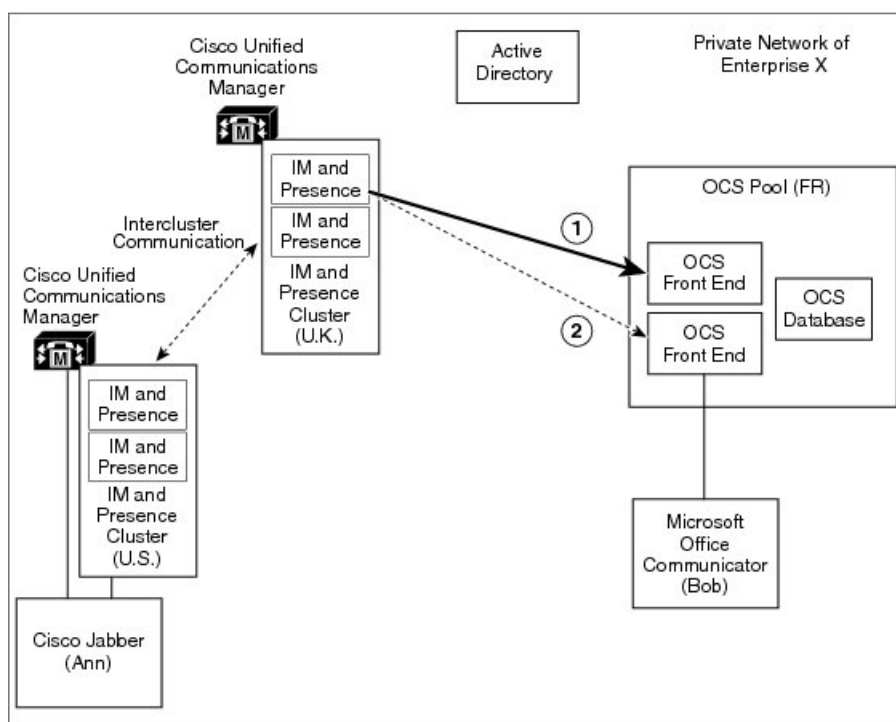 Cisco Unified
Communications
Manager
M
Active
Directory
Private Network of
Enterprise X
IM and
Presence
IM and
Presence
IM and
Presence
Cluster
(U.K.)
Intercluster
Communication
1
2
OCS Pool (FR)
OCS
Front End
OCS
Front End
OCS
Database
Cisco Unified
Communications
Manager
M
IM and
Presence
IM and
Presence
IM and
Presence
Cluster
(U.S.)
Microsoft
Office
Communicator
(Bob)
Cisco Jabber
(Ann)